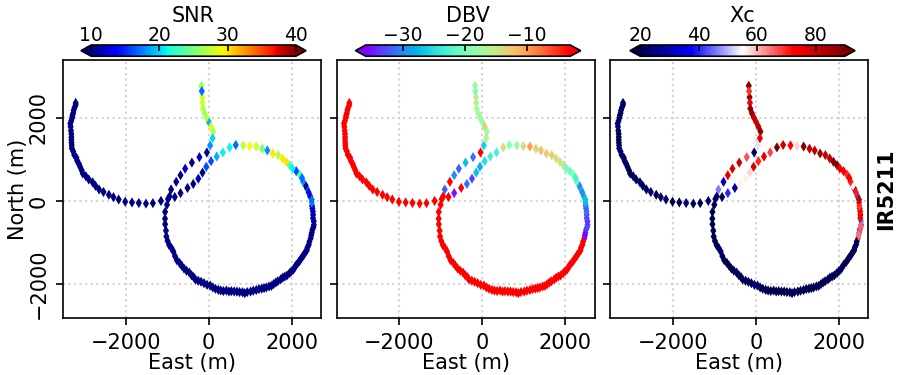 SNR
10 20 30 40
DBV
−30 −20 −10
Xc
20 40 60 80
North (m)
2000
0
−2000
−2000 0 2000
East (m)
−2000 0 2000
East (m)
−2000 0 2000
East (m)
IR5211